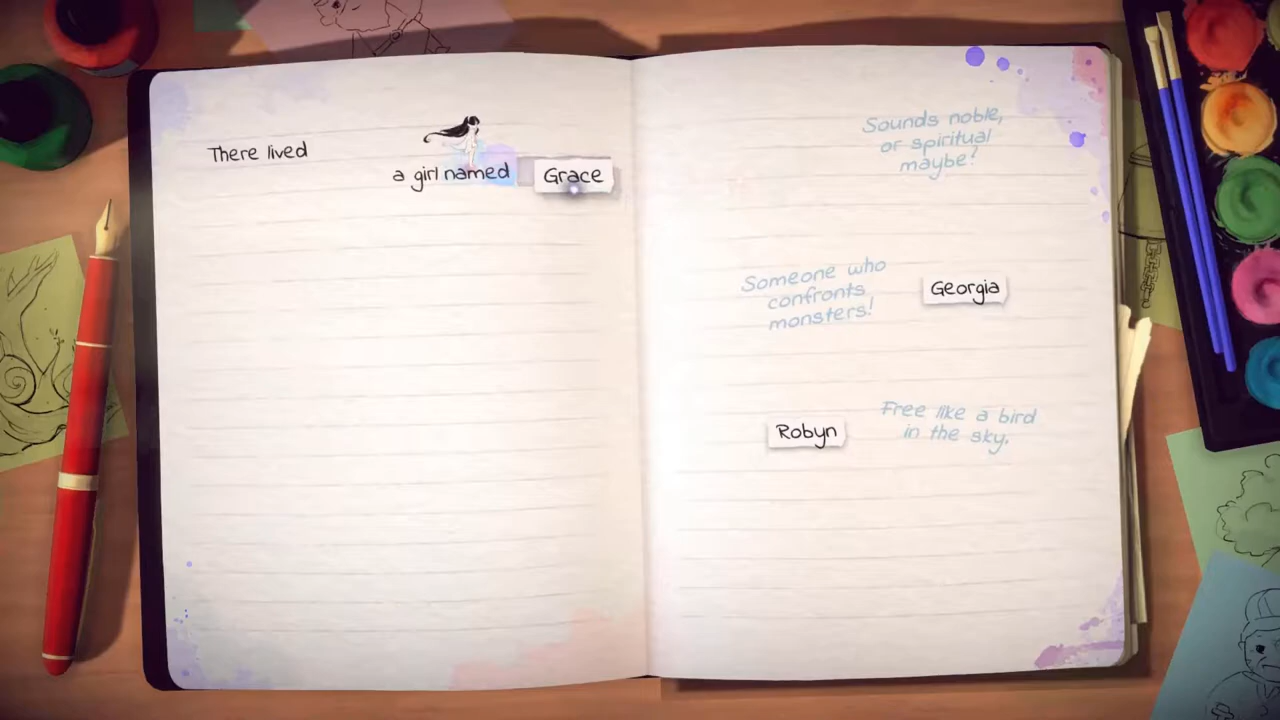 There lived
a girl named Grace
Sounds noble,
or spiritual
maybe?
Someone who
confronts
monsters!
Georgia
Robyn
Free like a bird
in the sky.